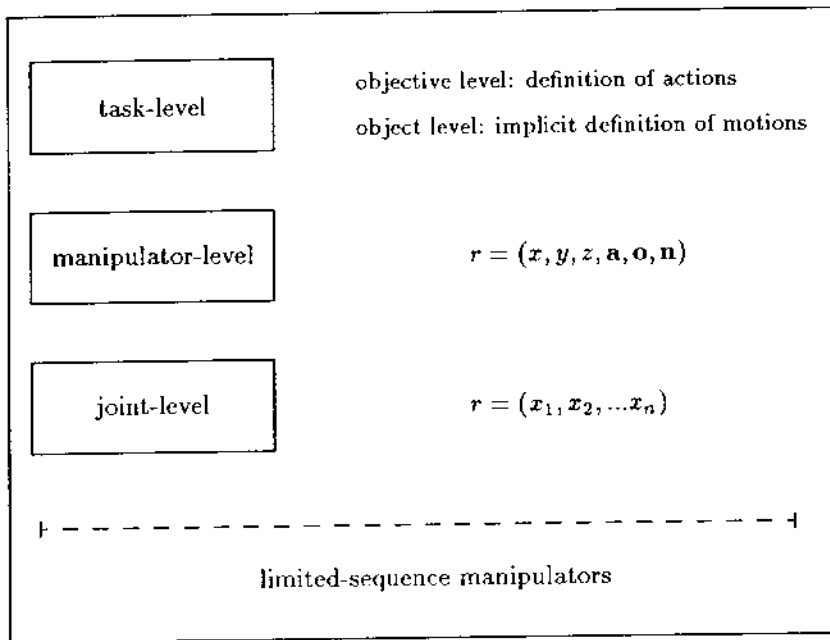 task-level
objective level: definition of actions
object level: implicit definition of motions
manipulator-level
r = (x, y, z, a, o, n)
joint-level
r = (x₁, x₂, ...xₙ)
limited-sequence manipulators